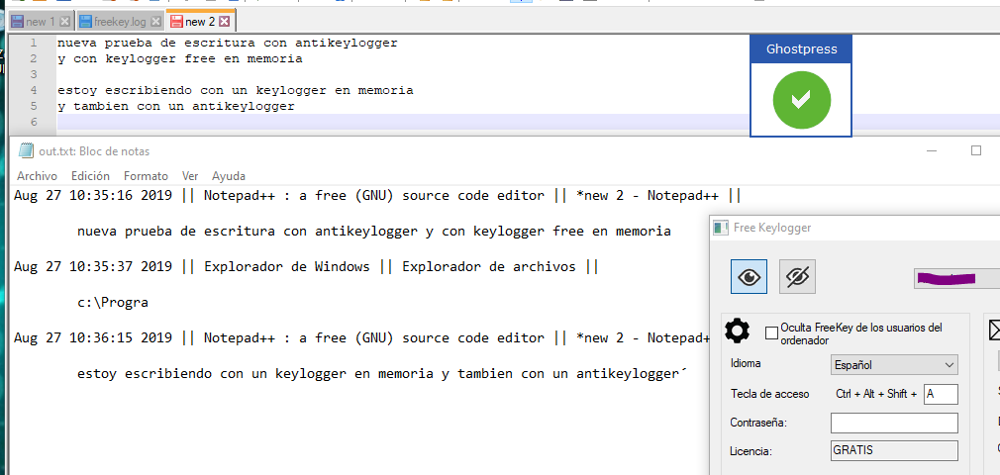 new 1
freekey.log
new 2
1 nueva prueba de escritura con antikeylogger
2 y con keylogger free en memoria
3
4 estoy escribiendo con un keylogger en memoria
5 y tambien con un antikeylogger
6
Ghostpress
out.txt: Bloc de notas
Archivo Edición Formato Ver Ayuda
Aug 27 10:35:16 2019 || Notepad++ : a free (GNU) source code editor || *new 2 - Notepad++ ||
nueva prueba de escritura con antikeylogger y con keylogger free en memoria
Aug 27 10:35:37 2019 || Explorador de Windows || Explorador de archivos ||
c:\Progra
Aug 27 10:36:15 2019 || Notepad++ : a free (GNU) source code editor || *new 2 - Notepad+
estoy escribiendo con un keylogger en memoria y tambien con un antikeylogger´
Free Keylogger
Oculta FreeKey de los usuarios del
ordenador
Idioma Español
Tecla de acceso Ctrl + Alt + Shift + A
Contraseña:
Licencia: GRATIS